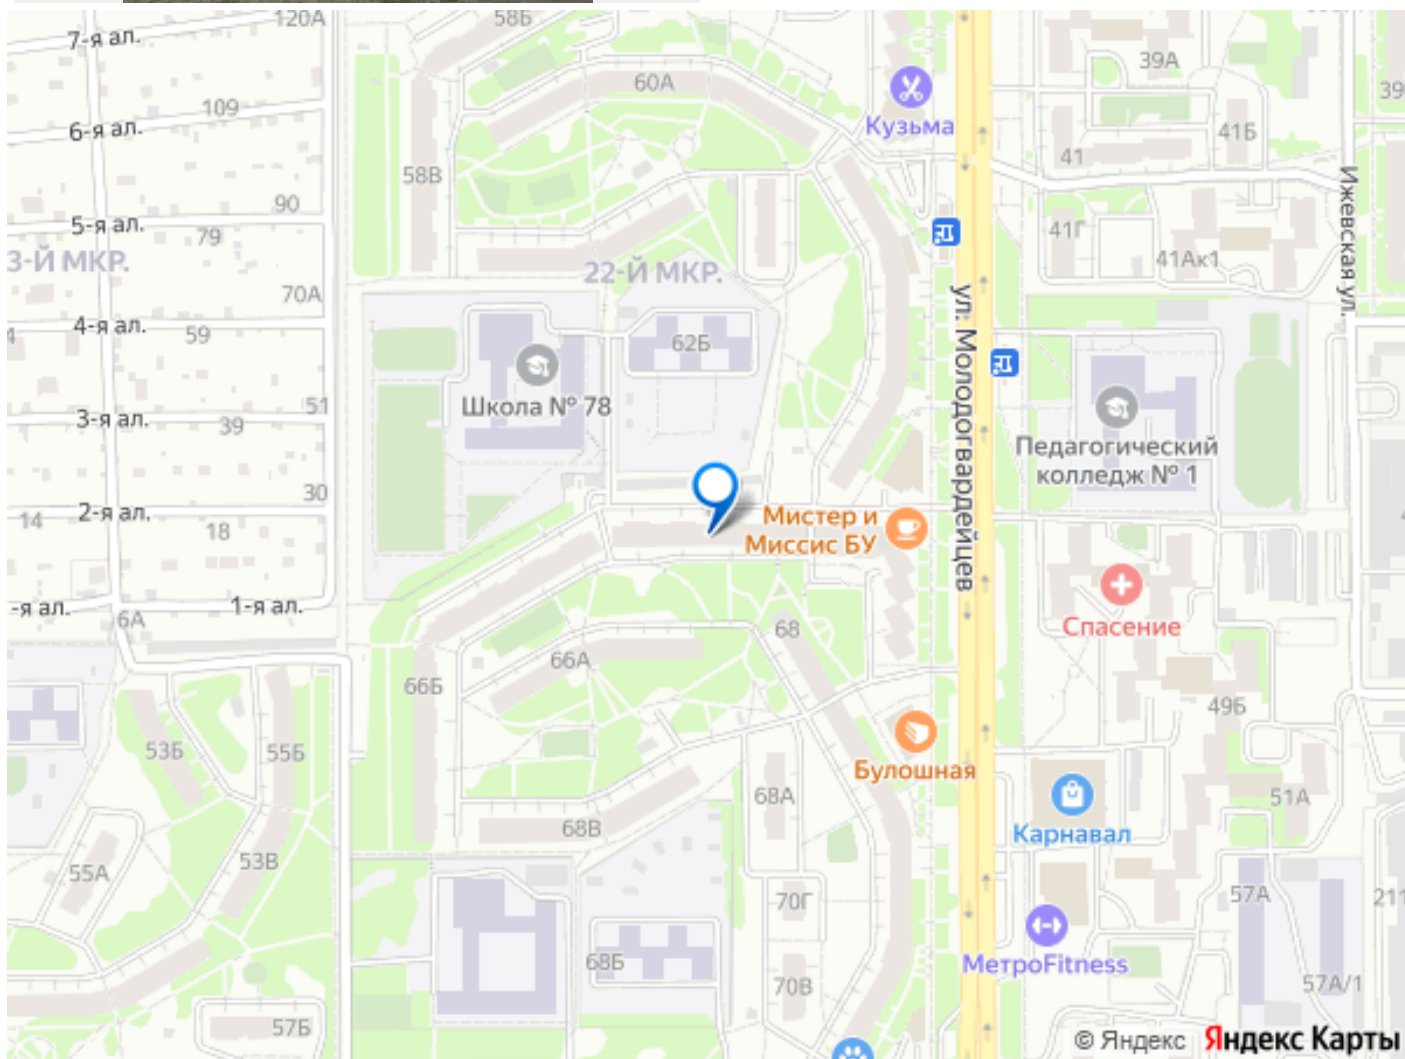 120А
58Б
7-я ал.
60А
39А
39
109
Кузьма
6-я ал.
41Б
41
58В
Ижевская ул.
90
5-я ал.
79
41Г
3-Й МКР.
22-Й МКР.
41Ак1
70А
ул. Молодогвардейцев
4-я ал.
59
62Б
51
Школа № 78
3-я ал.
39
Педагогический
колледж № 1
30
14
2-я ал.
18
Мистер и
Миссис БУ
-я ал.
1-я ал.
6А
68
Спасение
66А
66Б
49Б
53Б
55Б
Булошная
68А
51А
68В
Карнавал
53В
55А
57А
211
70Г
68Б
МетроFitness
70В
57А/1
57Б
© Яндекс Яндекс Карты